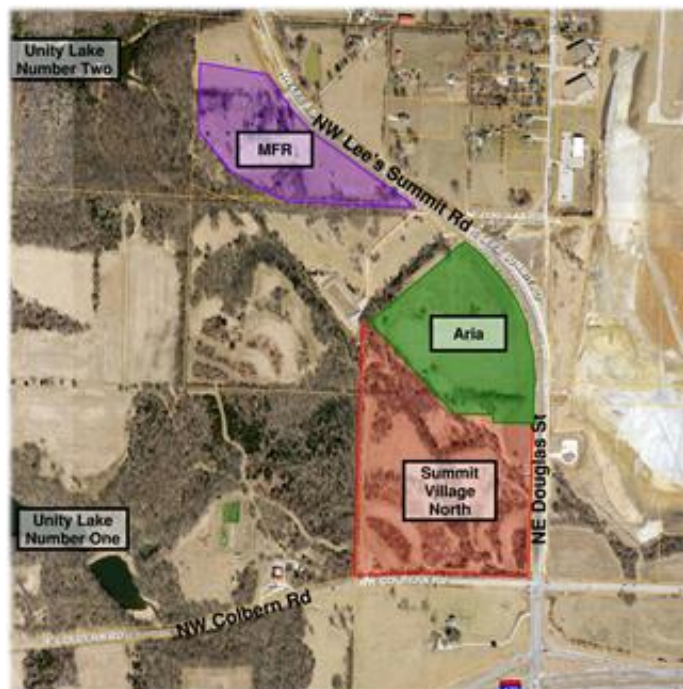 Unity Lake
Number Two
MFR
NW Lee's Summit Rd
Aria
NE Douglas St
Summit
Village
North
Unity Lake
Number One
NW Colbern Rd